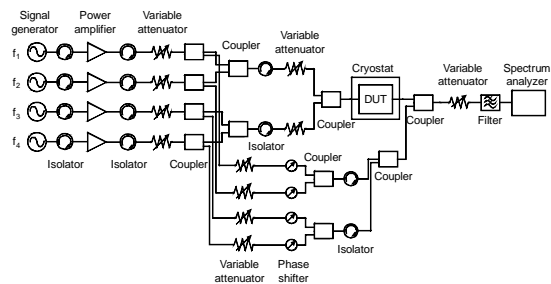 Signal
generator
Power
amplifier
Variable
attenuator
Variable
attenuator
Coupler
Cryostat
DUT
Variable
attenuator
Spectrum
analyzer
f1
f2
f3
f4
Isolator
Isolator
Coupler
Isolator
Coupler
Coupler
Filter
Coupler
Coupler
Isolator
Variable
attenuator
Phase
shifter